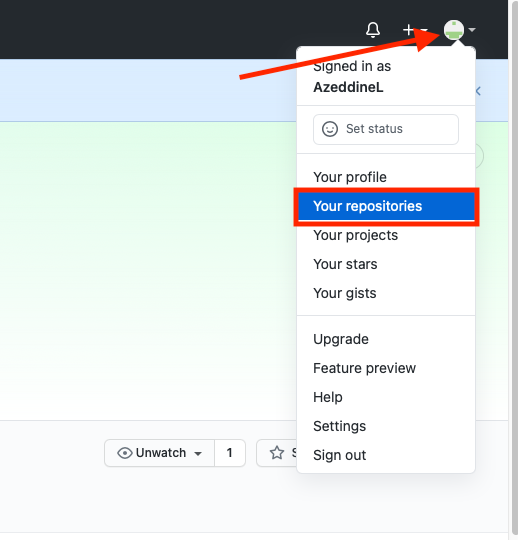 Signed in as
AzeddineL
Set status
Your profile
Your repositories
Your projects
Your stars
Your gists
Upgrade
Feature preview
Help
Settings
Sign out
Unwatch 1